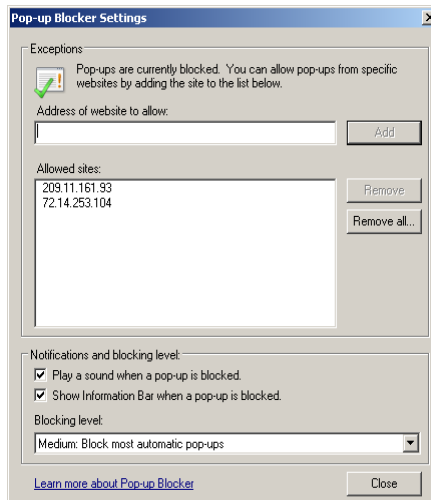 Pop-up Blocker Settings
Exceptions
Pop-ups are currently blocked. You can allow pop-ups from specific
websites by adding the site to the list below.
Address of website to allow:
Add
Allowed sites:
209.11.161.93
72.14.253.104
Remove
Remove all...
Notifications and blocking level:
Play a sound when a pop-up is blocked.
Show Information Bar when a pop-up is blocked.
Blocking level:
Medium: Block most automatic pop-ups
Learn more about Pop-up Blocker
Close